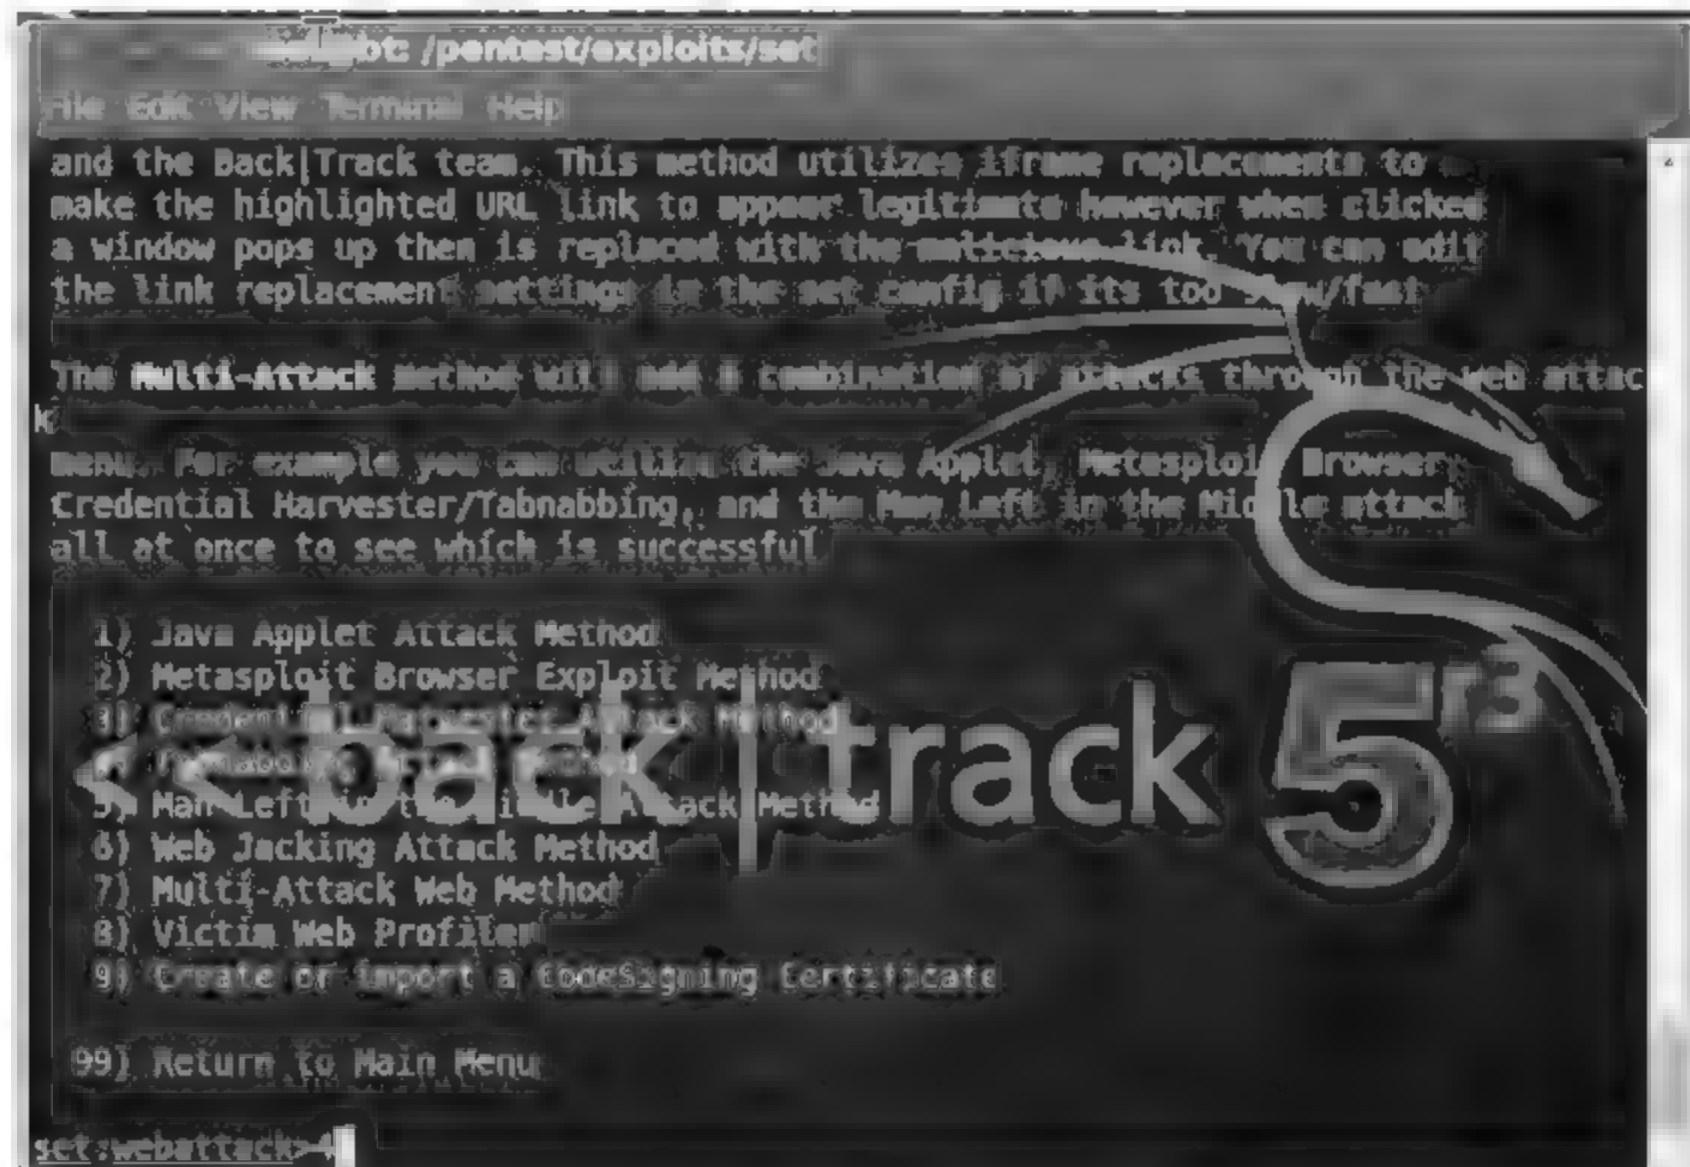 /pentest/exploits/set
File Edit View Terminal Help
and the Back|Track team. This method utilizes iframe replacements to
make the highlighted URL link to appear legitimate however when clicked
a window pops up then is replaced with the malicious link. You can edit
the link replacement settings in the set_config if its too slow/fast
The Multi-Attack method will add a combination of attacks through the web attac
k
menu. For example you can utilize the Java Applet, Metasploit Browser,
Credential Harvester/Tabnabbing, and the Man Left in the Middle attack
all at once to see which is successful
1) Java Applet Attack Method
2) Metasploit Browser Exploit Method
3) Credential Harvester Attack Method
<< back | track 5 r3
5) Man Left in the Middle Attack Method
6) Web Jacking Attack Method
7) Multi-Attack Web Method
8) Victim Web Profiler
9) Create or import a CodeSigning Certificate
99) Return to Main Menu
set:webattack>